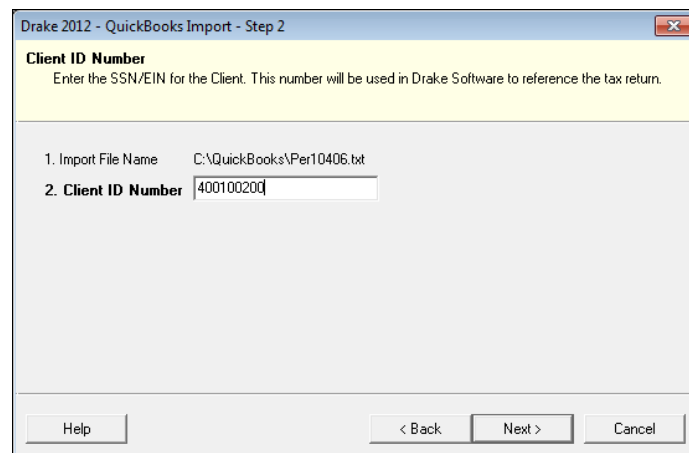 Drake 2012 - QuickBooks Import - Step 2
Client ID Number
Enter the SSN/EIN for the Client. This number will be used in Drake Software to reference the tax return.
1. Import File Name C:\QuickBooks\Per10406.txt
2. Client ID Number 400100200
Help < Back Next > Cancel